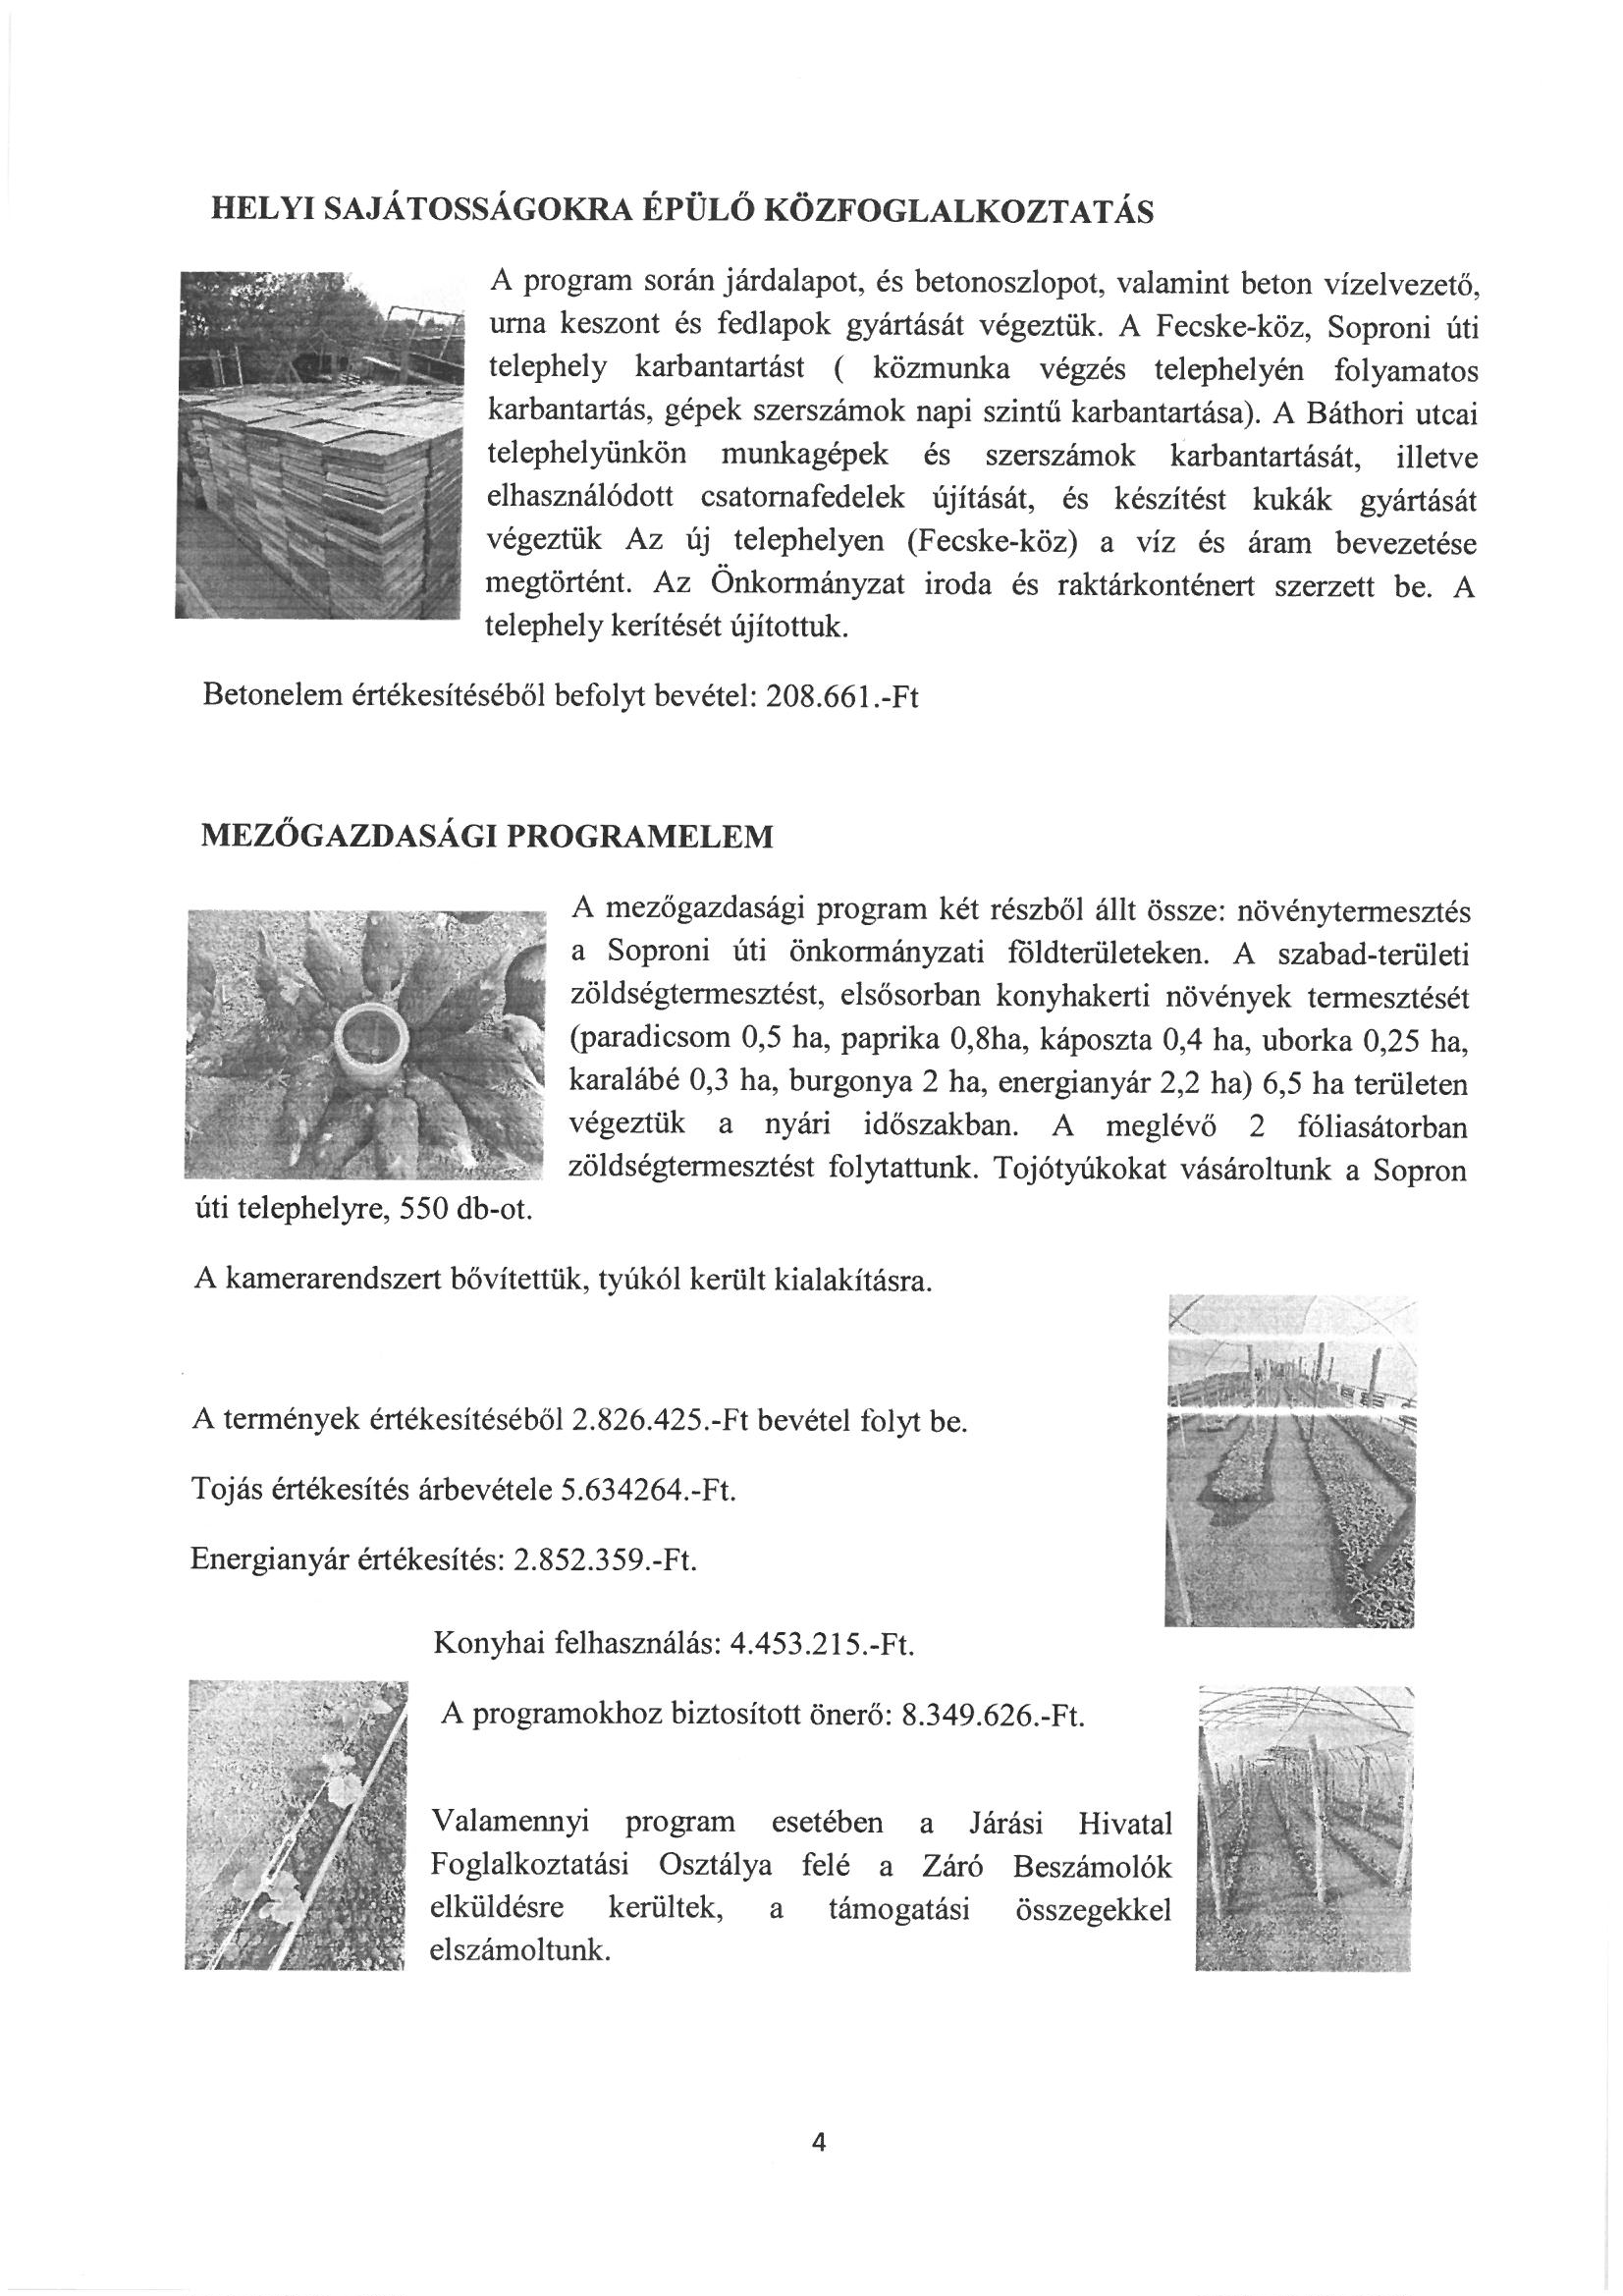 HELYI SAJÁTOSSÁGOKRA ÉPÜLŐ KÖZFOGLALKOZTATÁS
A program során járdalapot, és betonoszlopot, valamint beton vízelvezető,
urna keszont és fedlapok gyártását végeztük. A Fecske-köz, Soproni úti
telephely karbantartást ( közmunka végzés telephelyén folyamatos
karbantartás, gépek szerszámok napi szintű karbantartása). A Báthori utcai
telephelyünkön munkagépek és szerszámok karbantartását, illetve
elhasználódott csatornafedelek újítását, és készítést kukák gyártását
végeztük Az új telephelyen (Fecske-köz) a víz és áram bevezetése
megtörtént. Az Önkormányzat iroda és raktárkonténert szerzett be. A
telephely kerítését újítottuk.
Betonelem értékesítéséből befolyt bevétel: 208.661.-Ft
MEZŐGAZDASÁGI PROGRAMELEM
A mezőgazdasági program két részből állt össze: növénytermesztés
a Soproni úti önkormányzati földterületeken. A szabad-területi
zöldségtermesztést, elsősorban konyhakerti növények termesztését
(paradicsom 0,5 ha, paprika 0,8ha, káposzta 0,4 ha, uborka 0,25 ha,
karalábé 0,3 ha, burgonya 2 ha, energianyár 2,2 ha) 6,5 ha területen
végeztük a nyári időszakban. A meglévő 2 fóliasátorban
zöldségtermesztést folytattunk. Tojótyúkokat vásároltunk a Sopron
úti telephelyre, 550 db-ot.
A kamerarendszert bővítettük, tyúkól került kialakításra.
A termények értékesítéséből 2.826.425.-Ft bevétel folyt be.
Tojás értékesítés árbevétele 5.634264.-Ft.
Energianyár értékesítés: 2.852.359.-Ft.
Konyhai felhasználás: 4.453.215.-Ft.
A programokhoz biztosított önerő: 8.349.626.-Ft.
Valamennyi program esetében a Járási Hivatal
Foglalkoztatási Osztálya felé a Záró Beszámolók
elküldésre kerültek, a támogatási összegekkel
elszámoltunk.
4